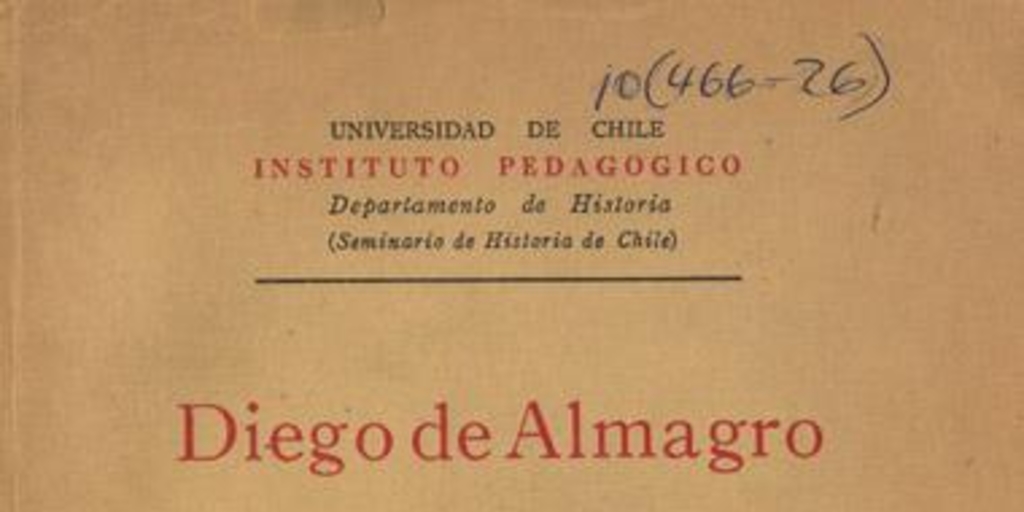 10(466-26)
UNIVERSIDAD DE CHILE
INSTITUTO PEDAGOGICO
Departamento de Historia
(Seminario de Historia de Chile)
Diego de Almagro